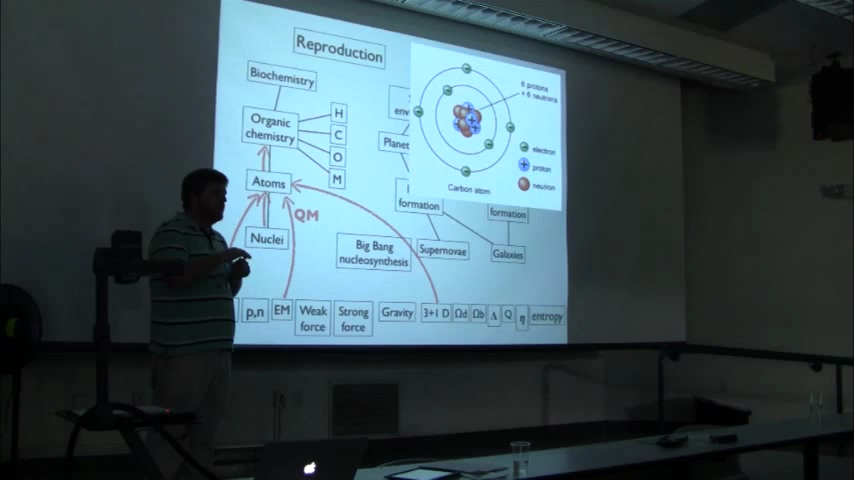 Reproduction
Biochemistry
6 protons
+ 6 neutrons
Organic
chemistry
H
C
O
M
electron
proton
neutron
Carbon atom
Atoms
QM
Nuclei
formation
formation
Big Bang
nucleosynthesis
Supernovae
Galaxies
p,n
EM
Weak
force
Strong
force
Gravity
3+1 D
Ωd
Ωb
Λ
Q
η
entropy